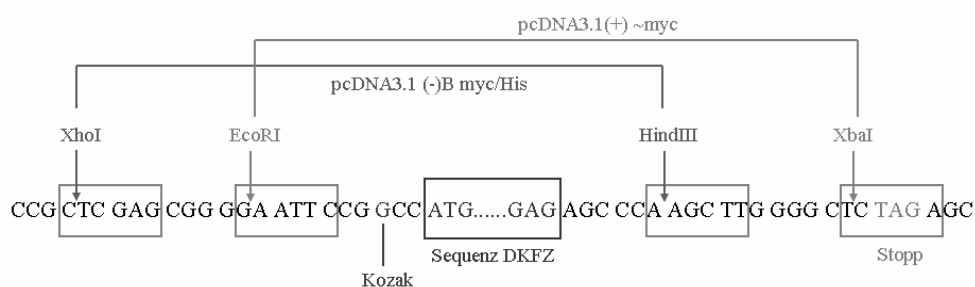 pcDNA3.1(+) ~myc
pcDNA3.1 (-)B myc/His
XhoI EcoRI HindIII XbaI
CCG CTC GAG CGG GGA ATT CCG GCC ATG......GAG AGC CCA AGC TTG GGG CTC TAG AGC
Sequenz DKFZ Stopp
Kozak